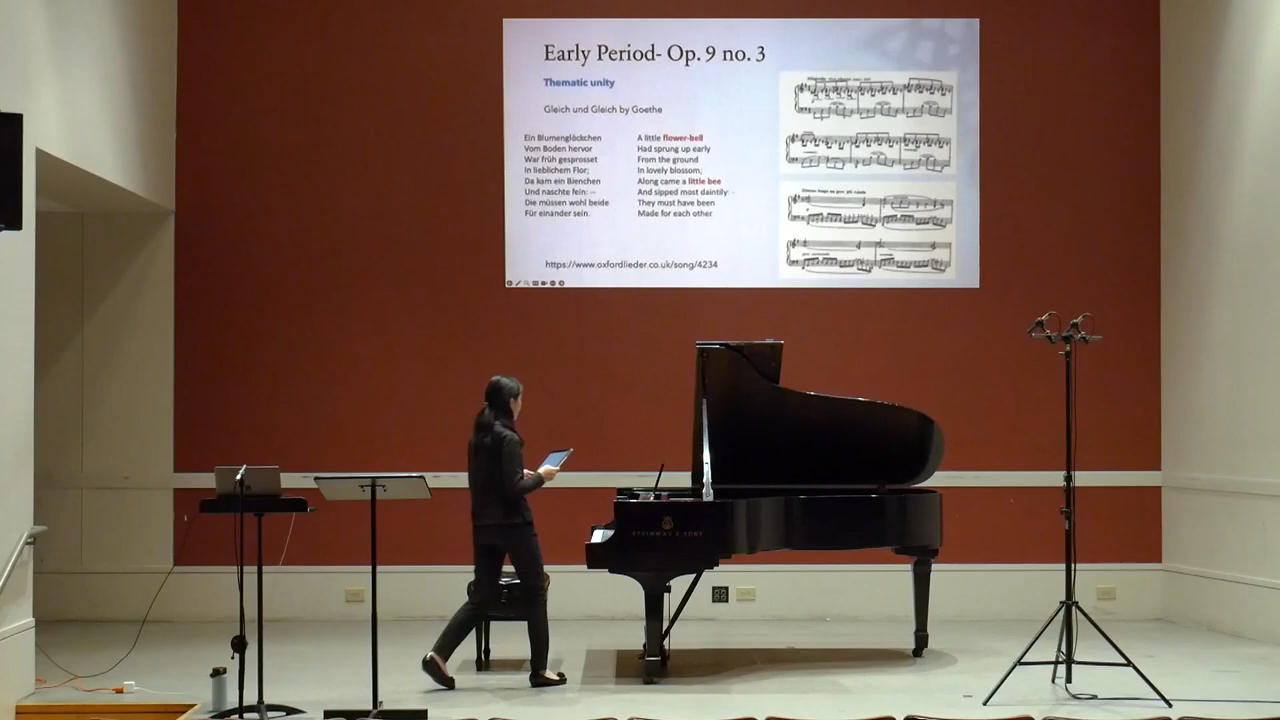 Early Period- Op. 9 no. 3
Thematic unity
Gleich und Gleich by Goethe
Ein Blumenglöckchen
Vom Boden hervor
War früh gesprosset
In lieblichem Flor;
Da kam ein Bienchen
Und naschte fein: –
Die müssen wohl beide
Für einander sein.
A little flower-bell
Had sprung up early
From the ground
In lovely blossom;
Along came a little bee
And sipped most daintily: -
They must have been
Made for each other
https://www.oxfordlieder.co.uk/song/4234
STEINWAY & SONS